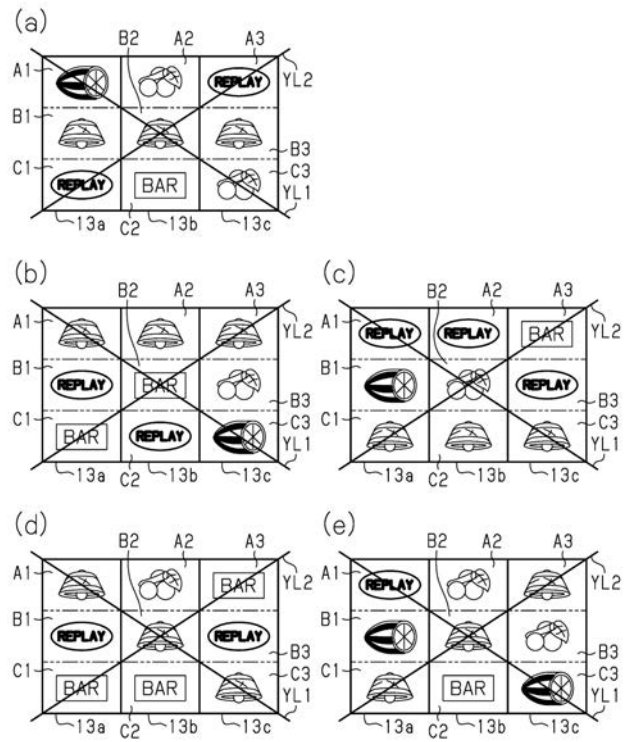 (a)
B2 A2 A3
A1 YL2
REPLAY
B1
B3
C1 C3
REPLAY BAR
YL1
13a C2 13b 13c
(b)
B2 A2 A3
A1 YL2
B1
REPLAY BAR
B3
C1 C3
BAR REPLAY
YL1
13a C2 13b 13c
(c)
B2 A2 A3
A1 YL2
REPLAY REPLAY BAR
B1
REPLAY
B3
C1 C3
YL1
13a C2 13b 13c
(d)
B2 A2 A3
A1 YL2
BAR
B1
REPLAY REPLAY
B3
C1 C3
BAR BAR
YL1
13a C2 13b 13c
(e)
B2 A2 A3
A1 YL2
REPLAY
B1
B3
C1 C3
BAR
YL1
13a C2 13b 13c